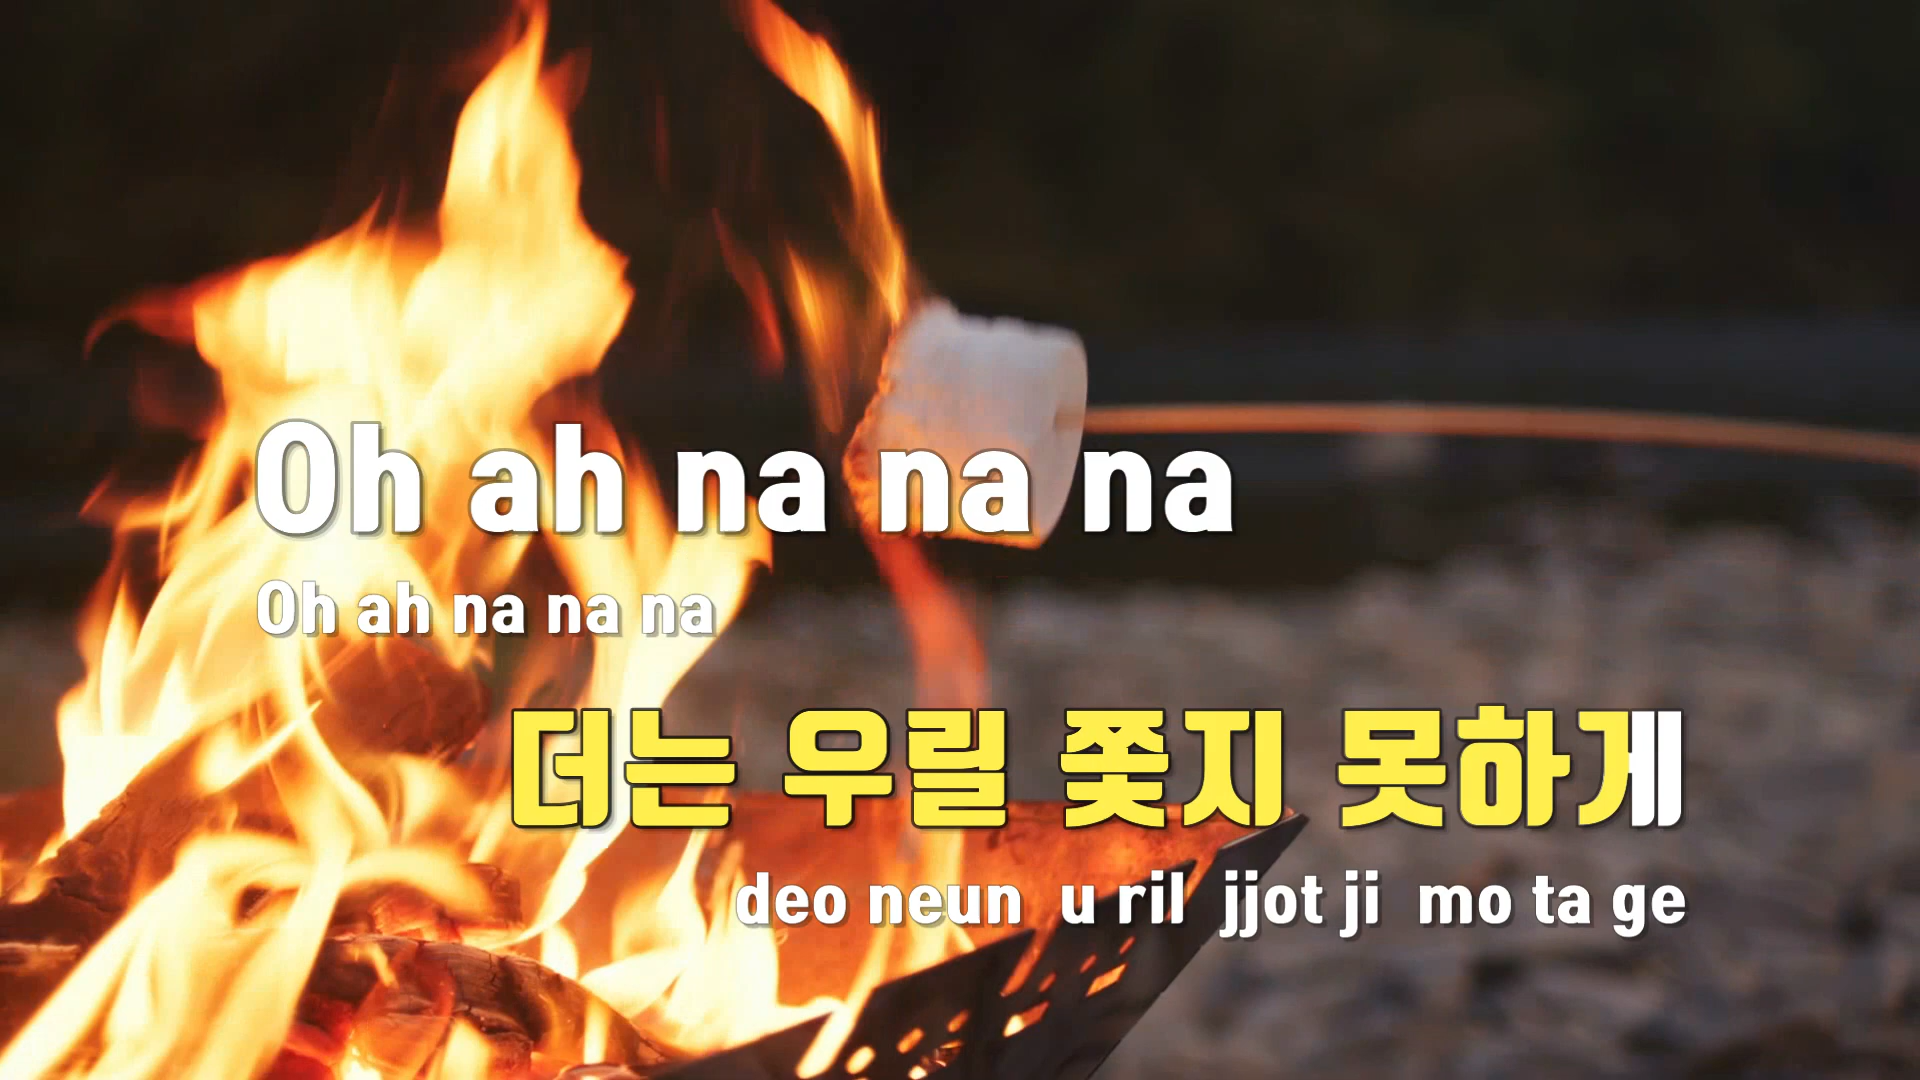 Oh ah na na na
Oh ah na na na
더는 우릴 쫓지 못하게
deo neun u ril jjot ji mo ta ge